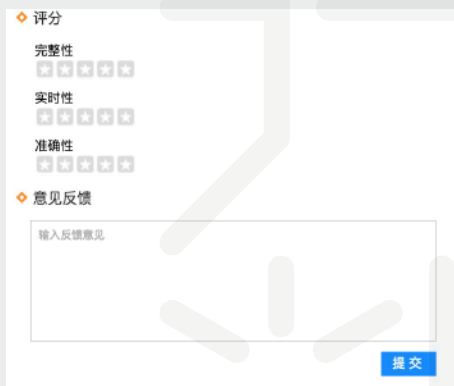 评分
完整性
实时性
准确性
意见反馈
输入反馈意见
提交